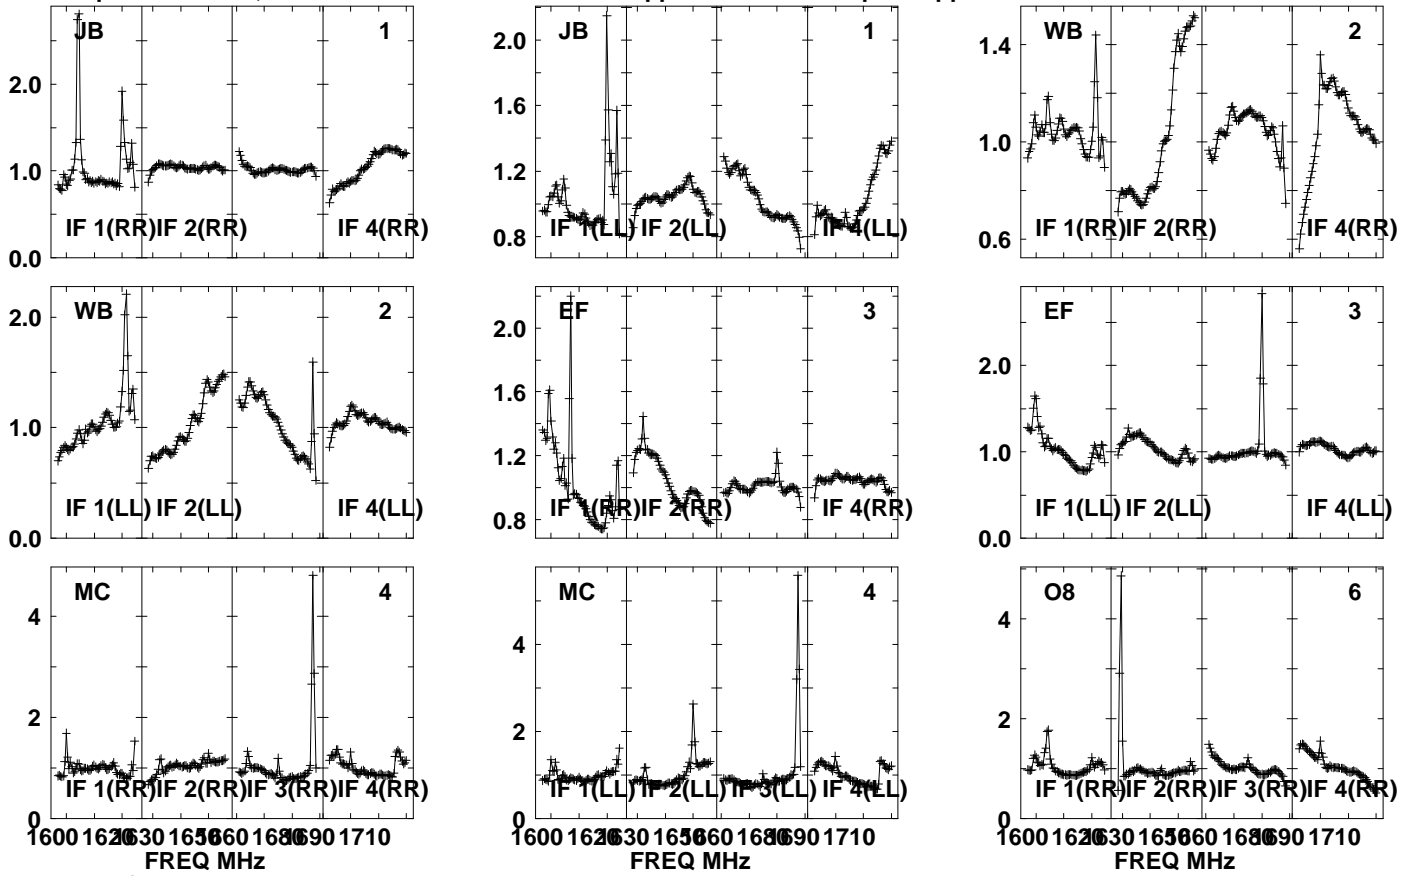 JB 1
2.0
1.0
0.0
IF 1(RR) IF 2(RR) IF 4(RR)
JB 1
2.0
1.6
1.2
0.8
IF 1(LL) IF 2(LL) IF 4(LL)
WB 2
1.4
1.0
0.6
IF 1(RR) IF 2(RR) IF 4(RR)
WB 2
2.0
1.0
0.0
IF 1(LL) IF 2(LL) IF 4(LL)
EF 3
2.0
1.6
1.2
0.8
IF 1(RR) IF 2(RR) IF 4(RR)
EF 3
2.0
1.0
0.0
IF 1(LL) IF 2(LL) IF 4(LL)
MC 4
4
2
0
IF 1(RR) IF 2(RR) IF 3(RR) IF 4(RR)
1600 1620 1630 1650 1660 1680 1690 1710
FREQ MHz
MC 4
4
2
0
IF 1(LL) IF 2(LL) IF 3(LL) IF 4(LL)
1600 1620 1630 1650 1660 1680 1690 1710
FREQ MHz
O8 6
4
2
0
IF 1(RR) IF 2(RR) IF 3(RR) IF 4(RR)
1600 1620 1630 1650 1660 1680 1690 1710
FREQ MHz